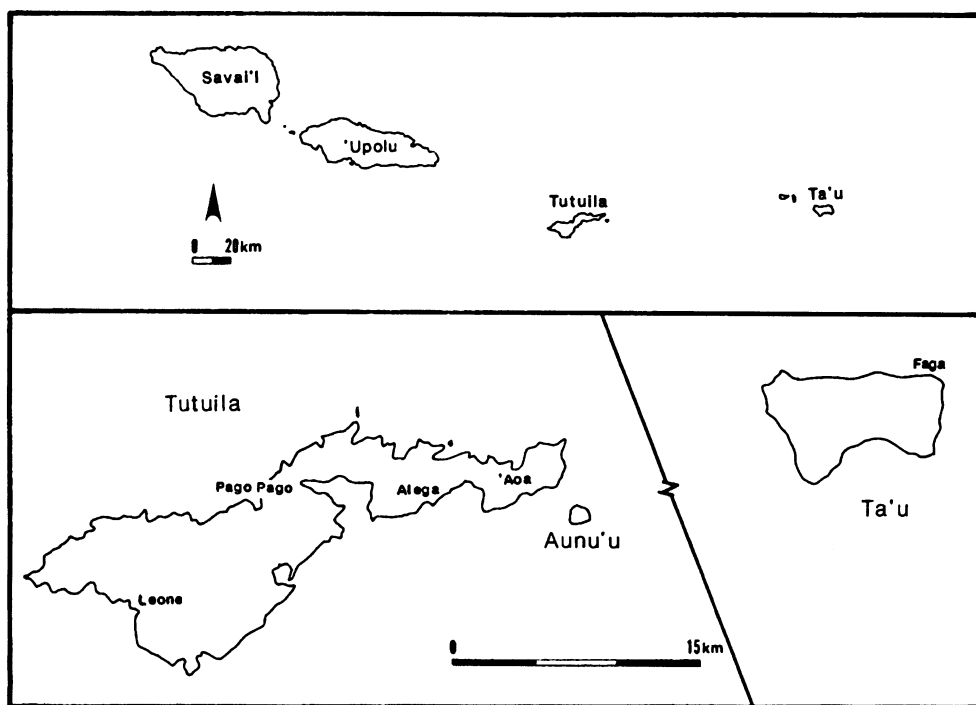 Savai'i
'Upolu
Tutuila
Ta'u
0 20km
Faga
Tutuila
'Aoa
Pago Pago
Alega
Ta'u
Aunu'u
Leone
0 15km